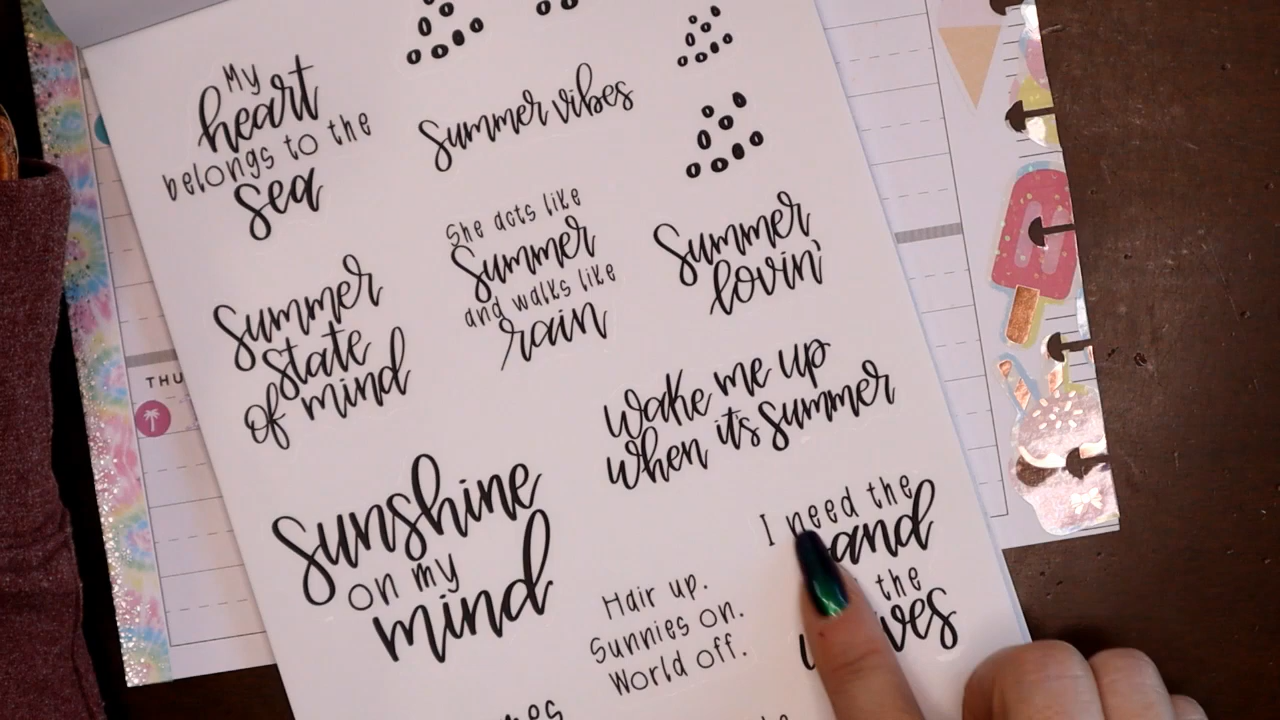 My
heart
belongs to the
sea
Summer vibes
She acts like
Summer
and walks like
rain
Summer
lovin'
Summer
state
of mind
THU
wake me up
when its summer
Sunshine
on my
mind
Hair up.
Sunnies on.
World off.
I need the
the